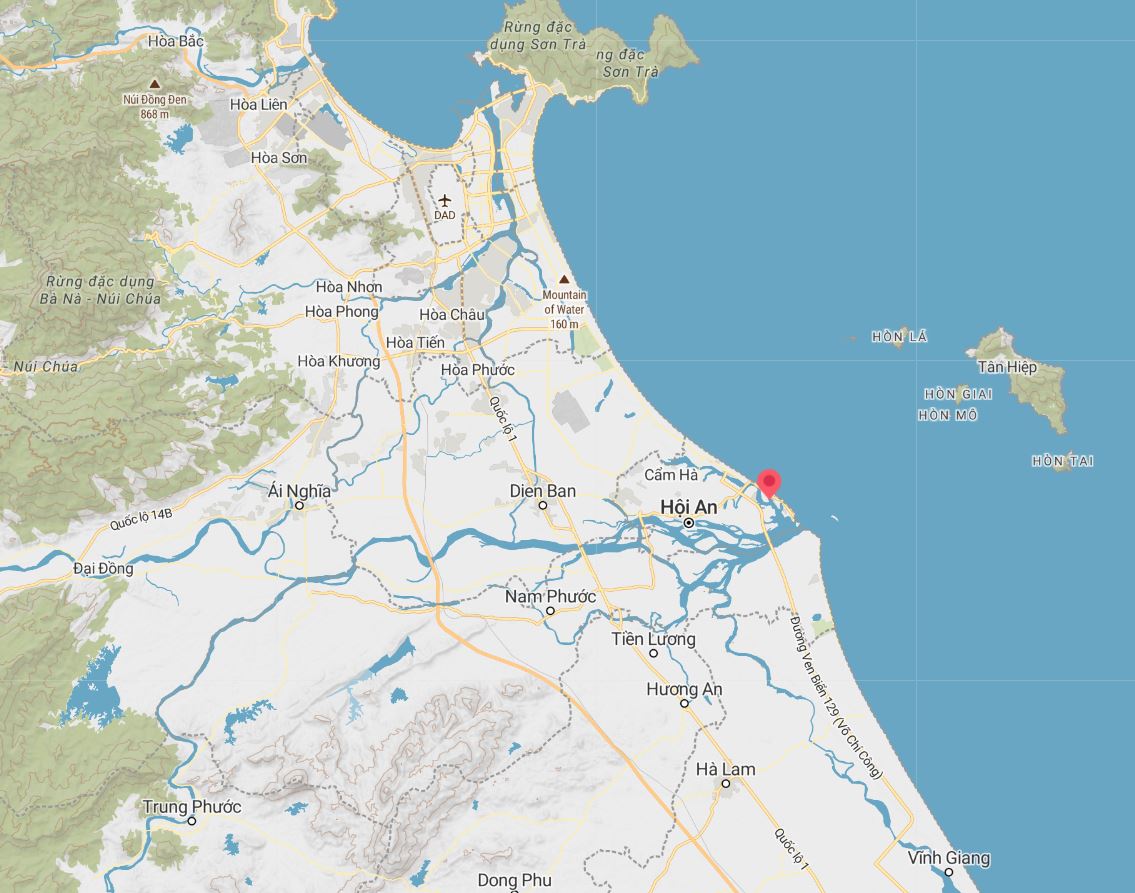 Rừng đặc
dụng Sơn Trà
ng đặc
Sơn Trà
Hòa Bắc
Núi Đồng Đen
868 m
Hòa Liên
Hòa Sơn
DAD
Rừng đặc dụng
Bà Nà - Núi Chúa
Hòa Nhơn
Mountain
of Water
160 m
Hòa Phong
Hòa Châu
HÒN LÁ
Hòa Tiến
Núi Chúa
Hòa Khương
Hòa Phước
Tân Hiệp
HÒN GIAI
HÒN MÔ
Quốc lộ 1
HÒN TAI
Cẩm Hà
Ái Nghĩa
Dien Ban
Hội An
Quốc lộ 14B
Đại Đồng
Nam Phước
Tiền Lương
Đường Ven Biển 129 (Võ Chí Công)
Hương An
Hà Lam
Trung Phước
Quốc lộ 1
Vĩnh Giang
Dong Phu